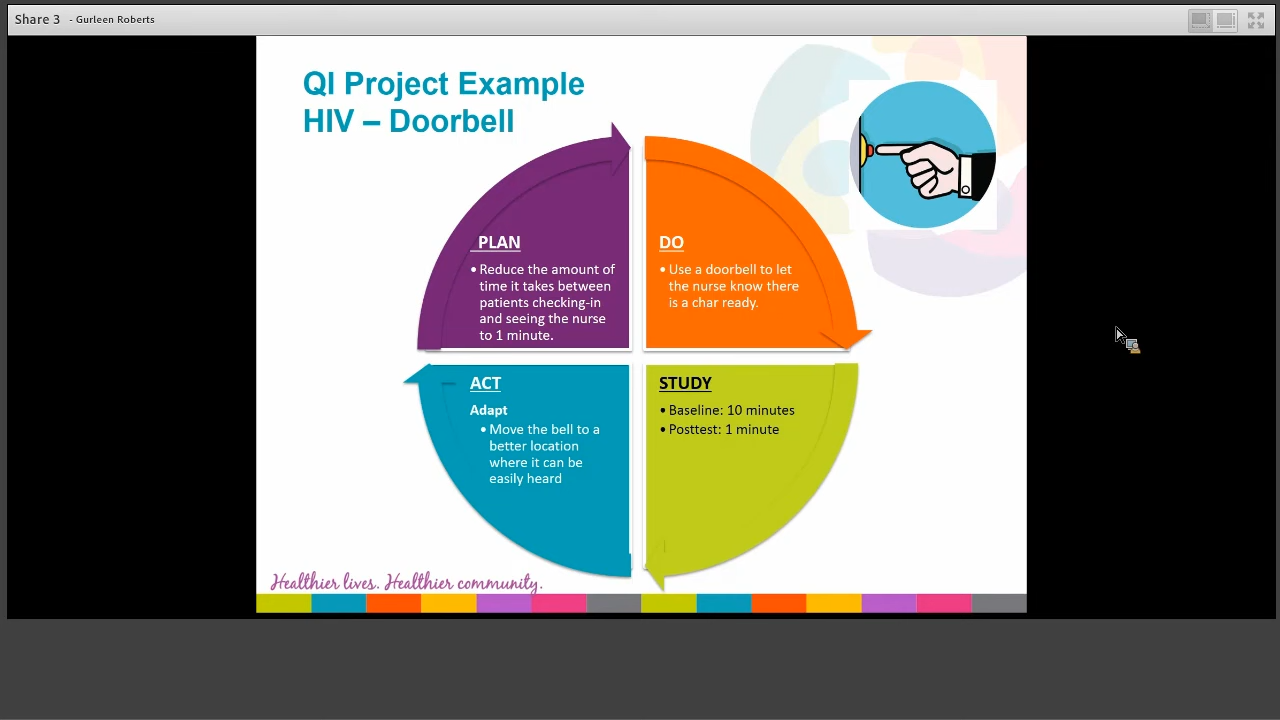 Share 3 - Gurleen Roberts
QI Project Example
HIV – Doorbell
PLAN
• Reduce the amount of
time it takes between
patients checking-in
and seeing the nurse
to 1 minute.
DO
• Use a doorbell to let
the nurse know there
is a char ready.
ACT
Adapt
• Move the bell to a
better location
where it can be
easily heard
STUDY
• Baseline: 10 minutes
• Posttest: 1 minute
Healthier lives. Healthier community.